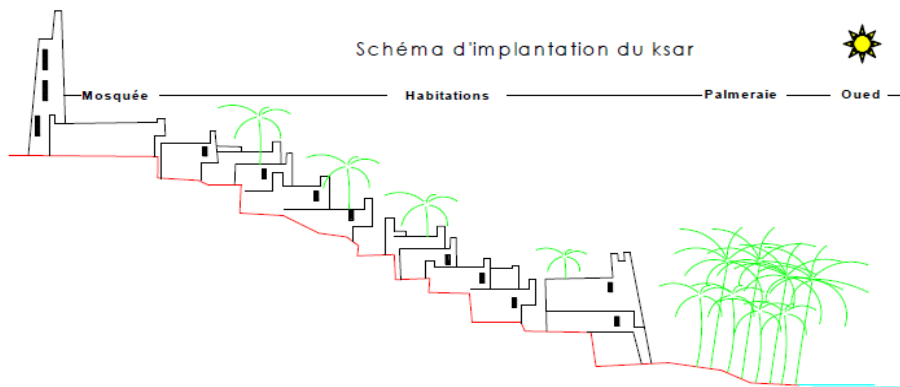 Schéma d'implantation du ksar
Mosquée Habitations Palmeraie Oued